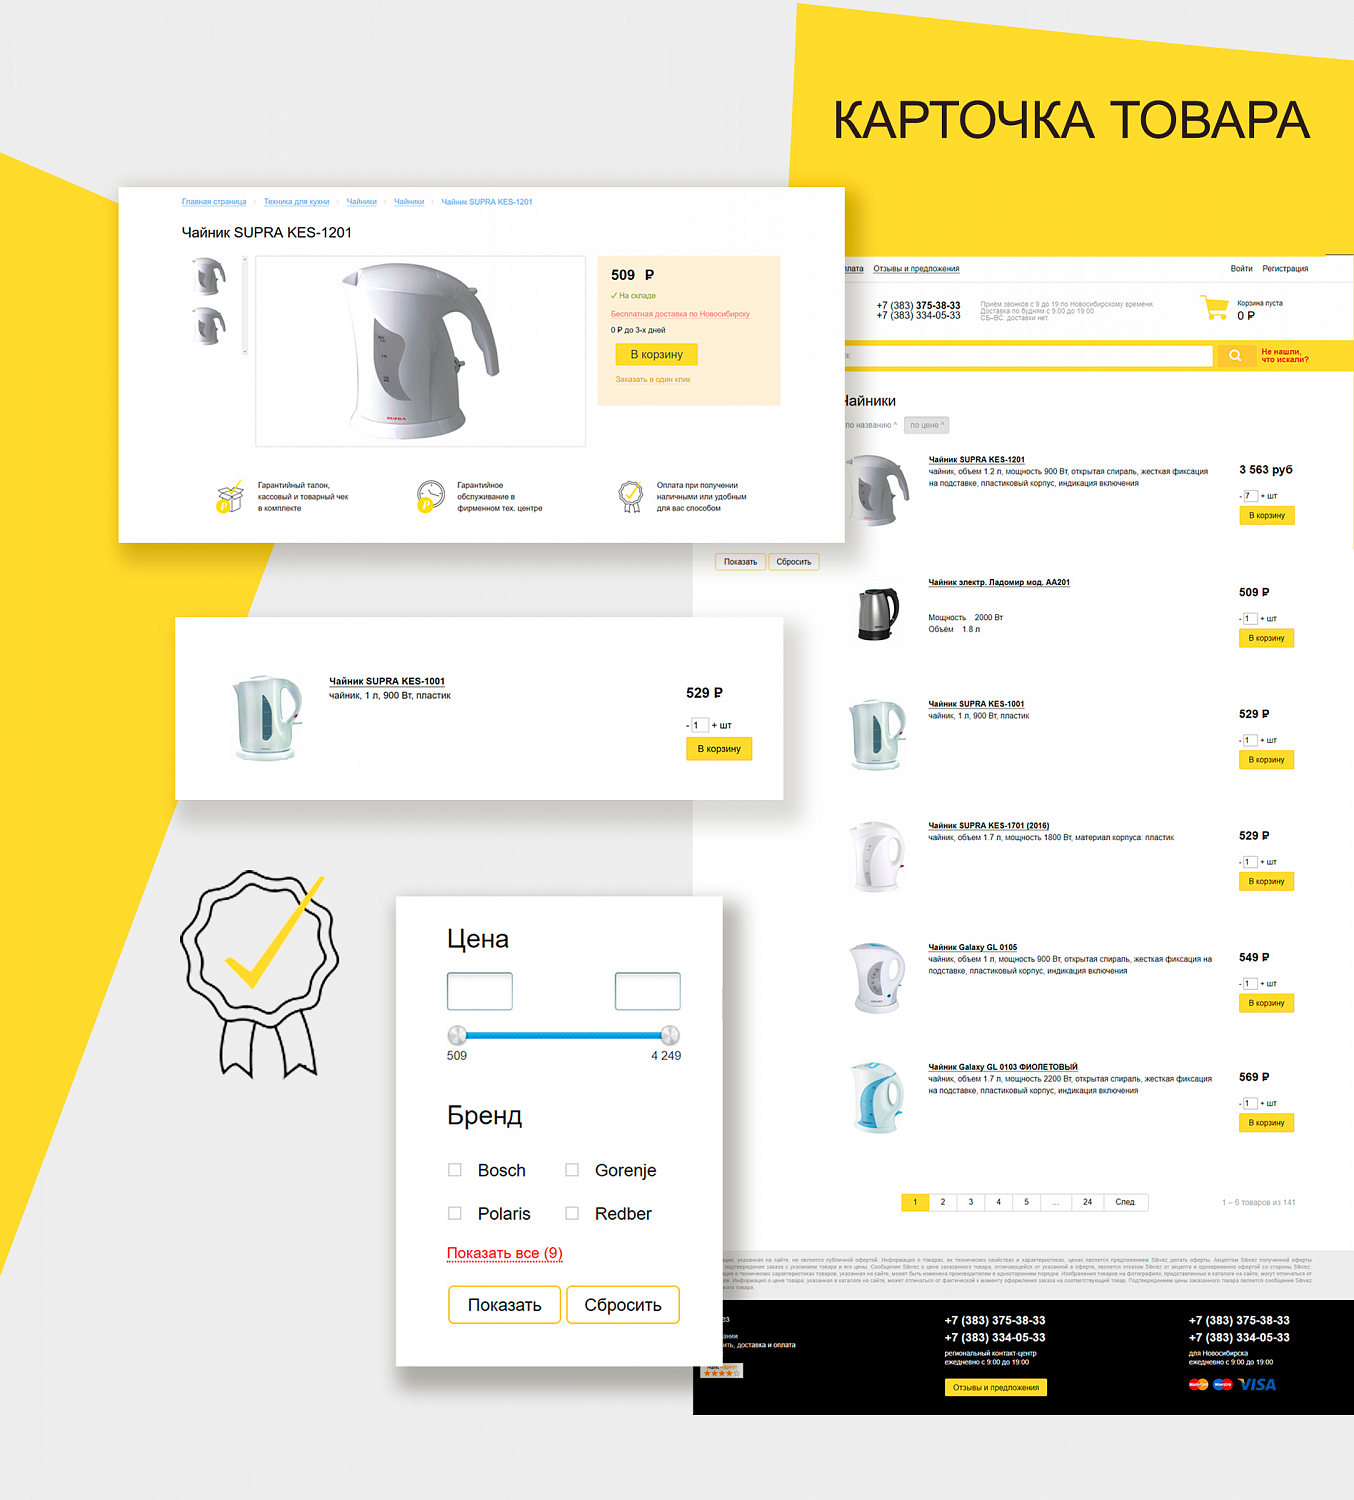 КАРТОЧКА ТОВАРА
Главная страница
Техника для кухни
Чайники
Чайники
Чайник SUPRA KES-1201
Чайник SUPRA KES-1201
509 ₽
На складе
Бесплатная доставка по Новосибирску
0 ₽ до 3-х дней
В корзину
Заказать в один клик
Гарантийный талон,
кассовый и товарный чек
в комплекте
Гарантийное
обслуживание в
фирменном тех. центре
Оплата при получении
наличными или удобным
для вас способом
Отзывы и предложения
Войти
Регистрация
+7 (383) 375-38-33
+7 (383) 334-05-33
Приём звонков с 9 до 19 по Новосибирскому времени.
Доставка по будням с 9:00 до 19:00
СБ-ВС: доставки нет.
Корзина пуста
0 ₽
Не нашли,
что искали?
Чайники
по названию ^
по цене ^
Чайник SUPRA KES-1201
чайник, объем 1.2 л, мощность 900 Вт, открытая спираль, жесткая фиксация
на подставке, пластиковый корпус, индикация включения
3 563 руб
- 7 + шт
В корзину
Показать
Сбросить
Чайник электр. Ладомир мод. АА201
Мощность 2000 Вт
Объём 1.8 л
509 ₽
- 1 + шт
В корзину
Чайник SUPRA KES-1001
чайник, 1 л, 900 Вт, пластик
529 ₽
- 1 + шт
В корзину
Чайник SUPRA KES-1001
чайник, 1 л, 900 Вт, пластик
529 ₽
- 1 + шт
В корзину
Чайник SUPRA KES-1701 (2016)
чайник, объем 1.7 л, мощность 1800 Вт, материал корпуса: пластик
529 ₽
- 1 + шт
В корзину
Чайник Galaxy GL 0105
чайник, объем 1 л, мощность 900 Вт, открытая спираль, жесткая фиксация на
подставке, пластиковый корпус, индикация включения
549 ₽
- 1 + шт
В корзину
Чайник Galaxy GL 0103 ФИОЛЕТОВЫЙ
чайник, объем 1.7 л, мощность 2200 Вт, открытая спираль, жесткая фиксация
на подставке, пластиковый корпус, индикация включения
569 ₽
- 1 + шт
В корзину
1 2 3 4 5 ... 24 След.
1 – 6 товаров из 141
Цена
509
4 249
Бренд
Bosch
Gorenje
Polaris
Redber
Показать все (9)
Показать
Сбросить
доставка и оплата
+7 (383) 375-38-33
+7 (383) 334-05-33
региональный контакт-центр
ежедневно с 9:00 до 19:00
Отзывы и предложения
+7 (383) 375-38-33
+7 (383) 334-05-33
для Новосибирска
ежедневно с 9:00 до 19:00
VISA